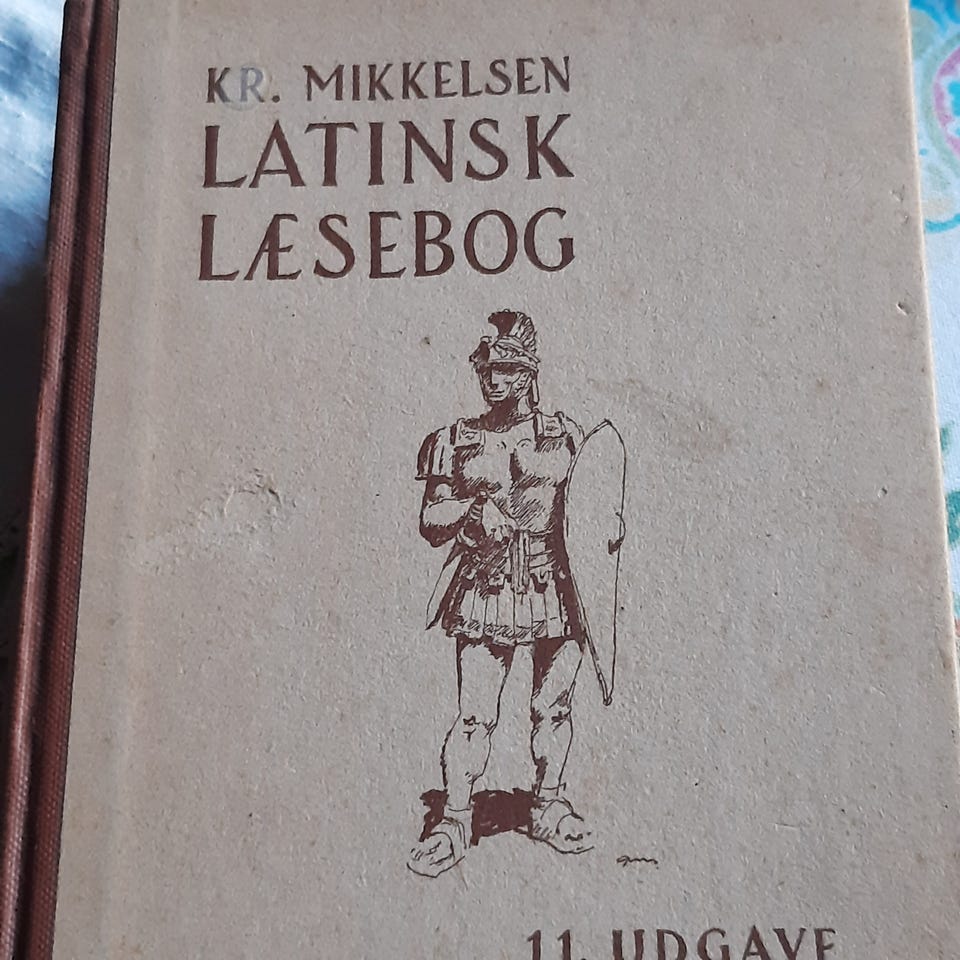 KR. MIKKELSEN
LATINSK
LÆSEBOG
11. UDGAVE